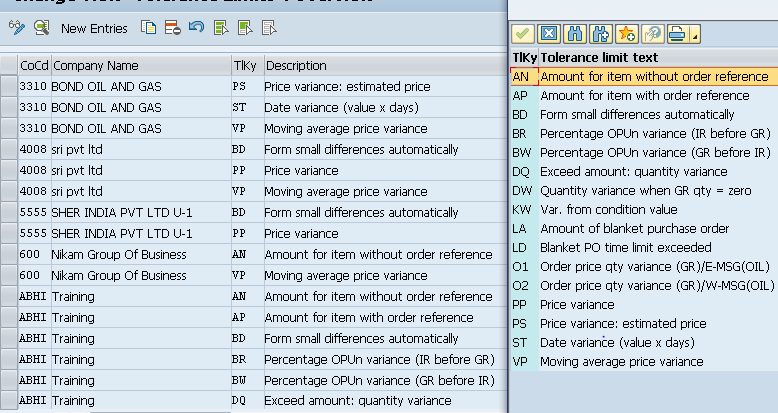 New Entries
CoCd Company Name TlKy Description
3310 BOND OIL AND GAS PS Price variance: estimated price
3310 BOND OIL AND GAS ST Date variance (value x days)
3310 BOND OIL AND GAS VP Moving average price variance
4008 sri pvt ltd BD Form small differences automatically
4008 sri pvt ltd PP Price variance
4008 sri pvt ltd VP Moving average price variance
5555 SHER INDIA PVT LTD U-1 BD Form small differences automatically
5555 SHER INDIA PVT LTD U-1 PP Price variance
600 Nikam Group Of Business AN Amount for item without order reference
600 Nikam Group Of Business VP Moving average price variance
ABHI Training AN Amount for item without order reference
ABHI Training AP Amount for item with order reference
ABHI Training BD Form small differences automatically
ABHI Training BR Percentage OPUn variance (IR before GR)
ABHI Training BW Percentage OPUn variance (GR before IR)
ABHI Training DQ Exceed amount: quantity variance
TlKy Tolerance limit text
AN Amount for item without order reference
AP Amount for item with order reference
BD Form small differences automatically
BR Percentage OPUn variance (IR before GR)
BW Percentage OPUn variance (GR before IR)
DQ Exceed amount: quantity variance
DW Quantity variance when GR qty = zero
KW Var. from condition value
LA Amount of blanket purchase order
LD Blanket PO time limit exceeded
O1 Order price qty variance (GR)/E-MSG(OIL)
O2 Order price qty variance (GR)/W-MSG(OIL)
PP Price variance
PS Price variance: estimated price
ST Date variance (value x days)
VP Moving average price variance